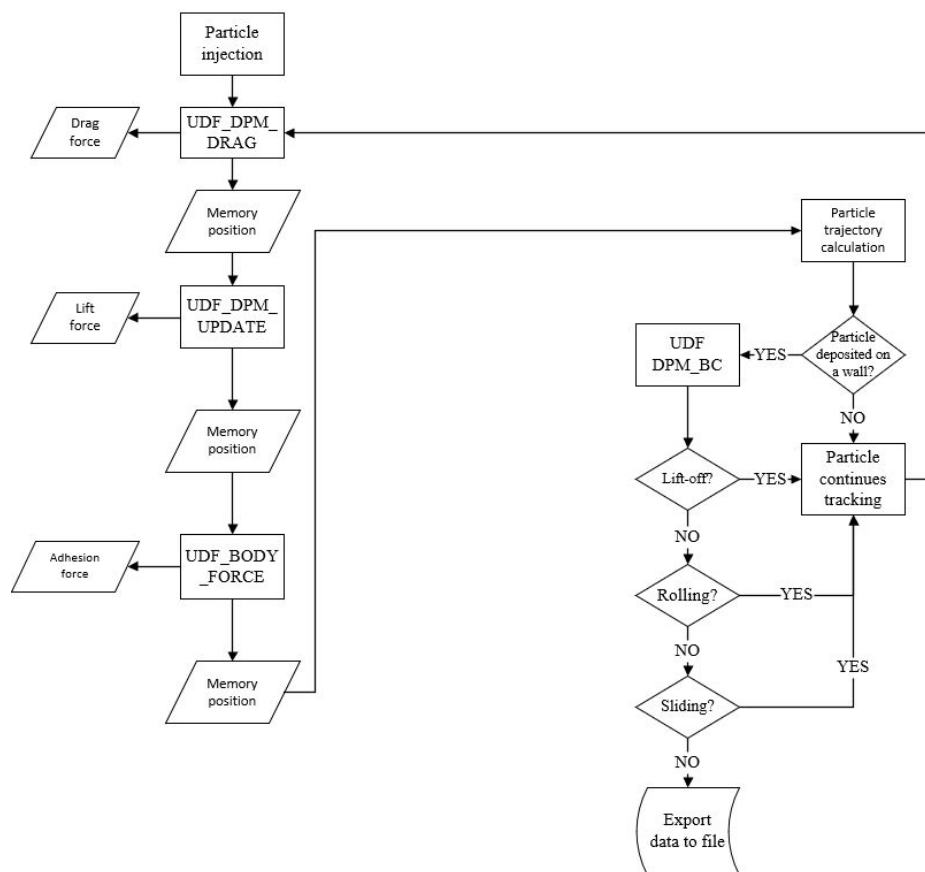 Particle
injection
Drag
force
UDF_DPM_
DRAG
Memory
position
Lift
force
UDF_DPM_
UPDATE
Memory
position
Adhesion
force
UDF_BODY
_FORCE
Memory
position
Particle
trajectory
calculation
Particle
deposited on
a wall?
YES
NO
UDF
DPM_BC
Lift-off?
YES
Particle
continues
tracking
NO
Rolling?
YES
NO
YES
Sliding?
NO
Export
data to file